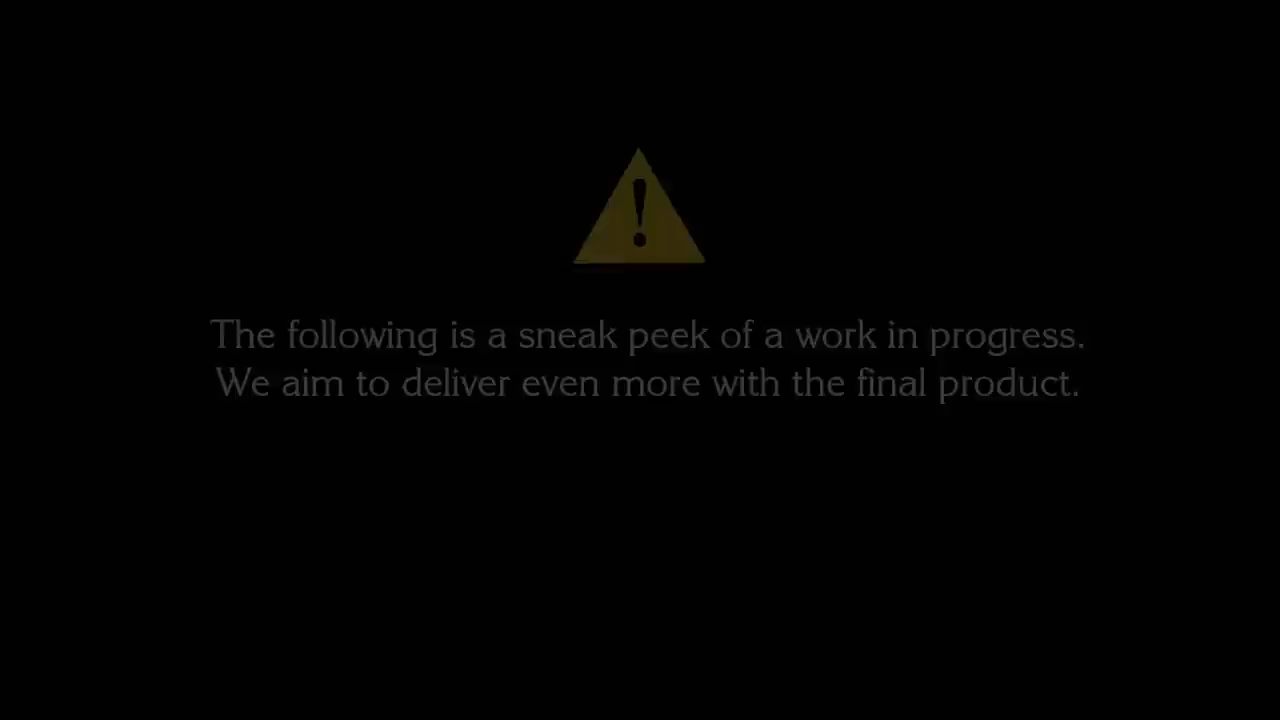 The following is a sneak peek of a work in progress.
We aim to deliver even more with the final product.